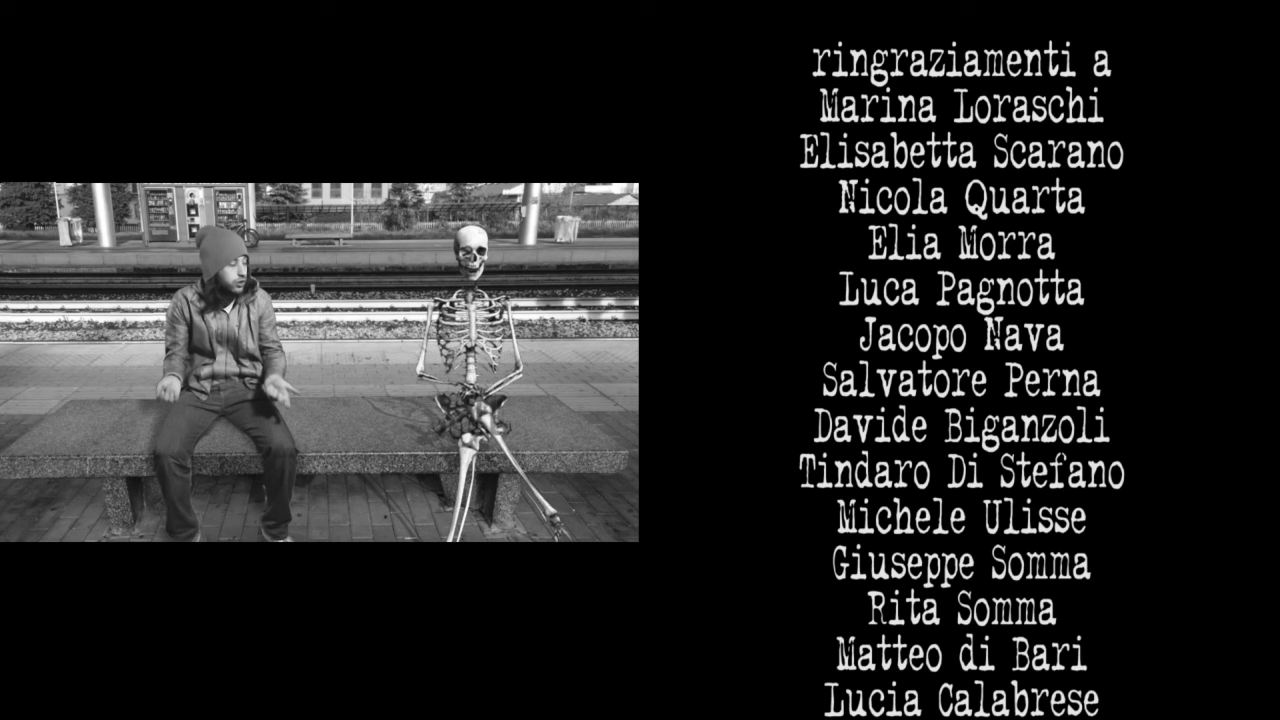 ringraziamenti a
Marina Loraschi
Elisabetta Scarano
Nicola Quarta
Elia Morra
Luca Pagnotta
Jacopo Nava
Salvatore Perna
Davide Biganzoli
Tindaro Di Stefano
Michele Ulisse
Giuseppe Somma
Rita Somma
Matteo di Bari
Lucia Calabrese